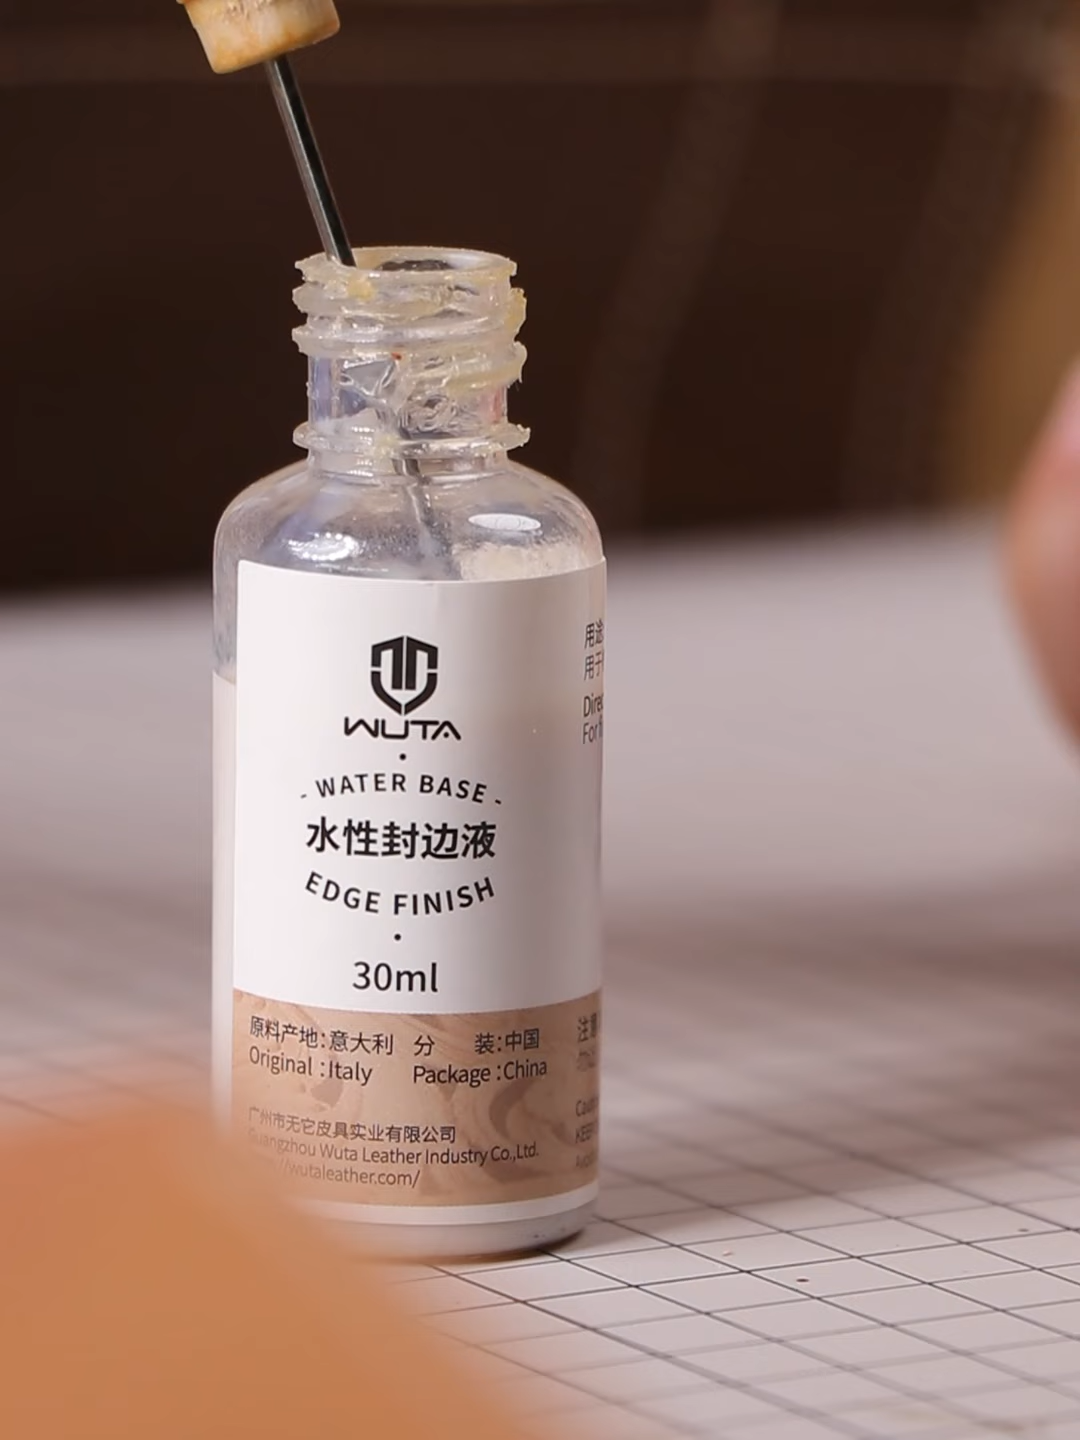 WUTA
- WATER BASE -
水性封边液
EDGE FINISH
30ml
原料产地:意大利 分 装:中国
Original :Italy Package :China
广州市无它皮具实业有限公司
Guangzhou Wuta Leather Industry Co.,Ltd.
wutaleather.com/
用途
用于
Direc
For
注意